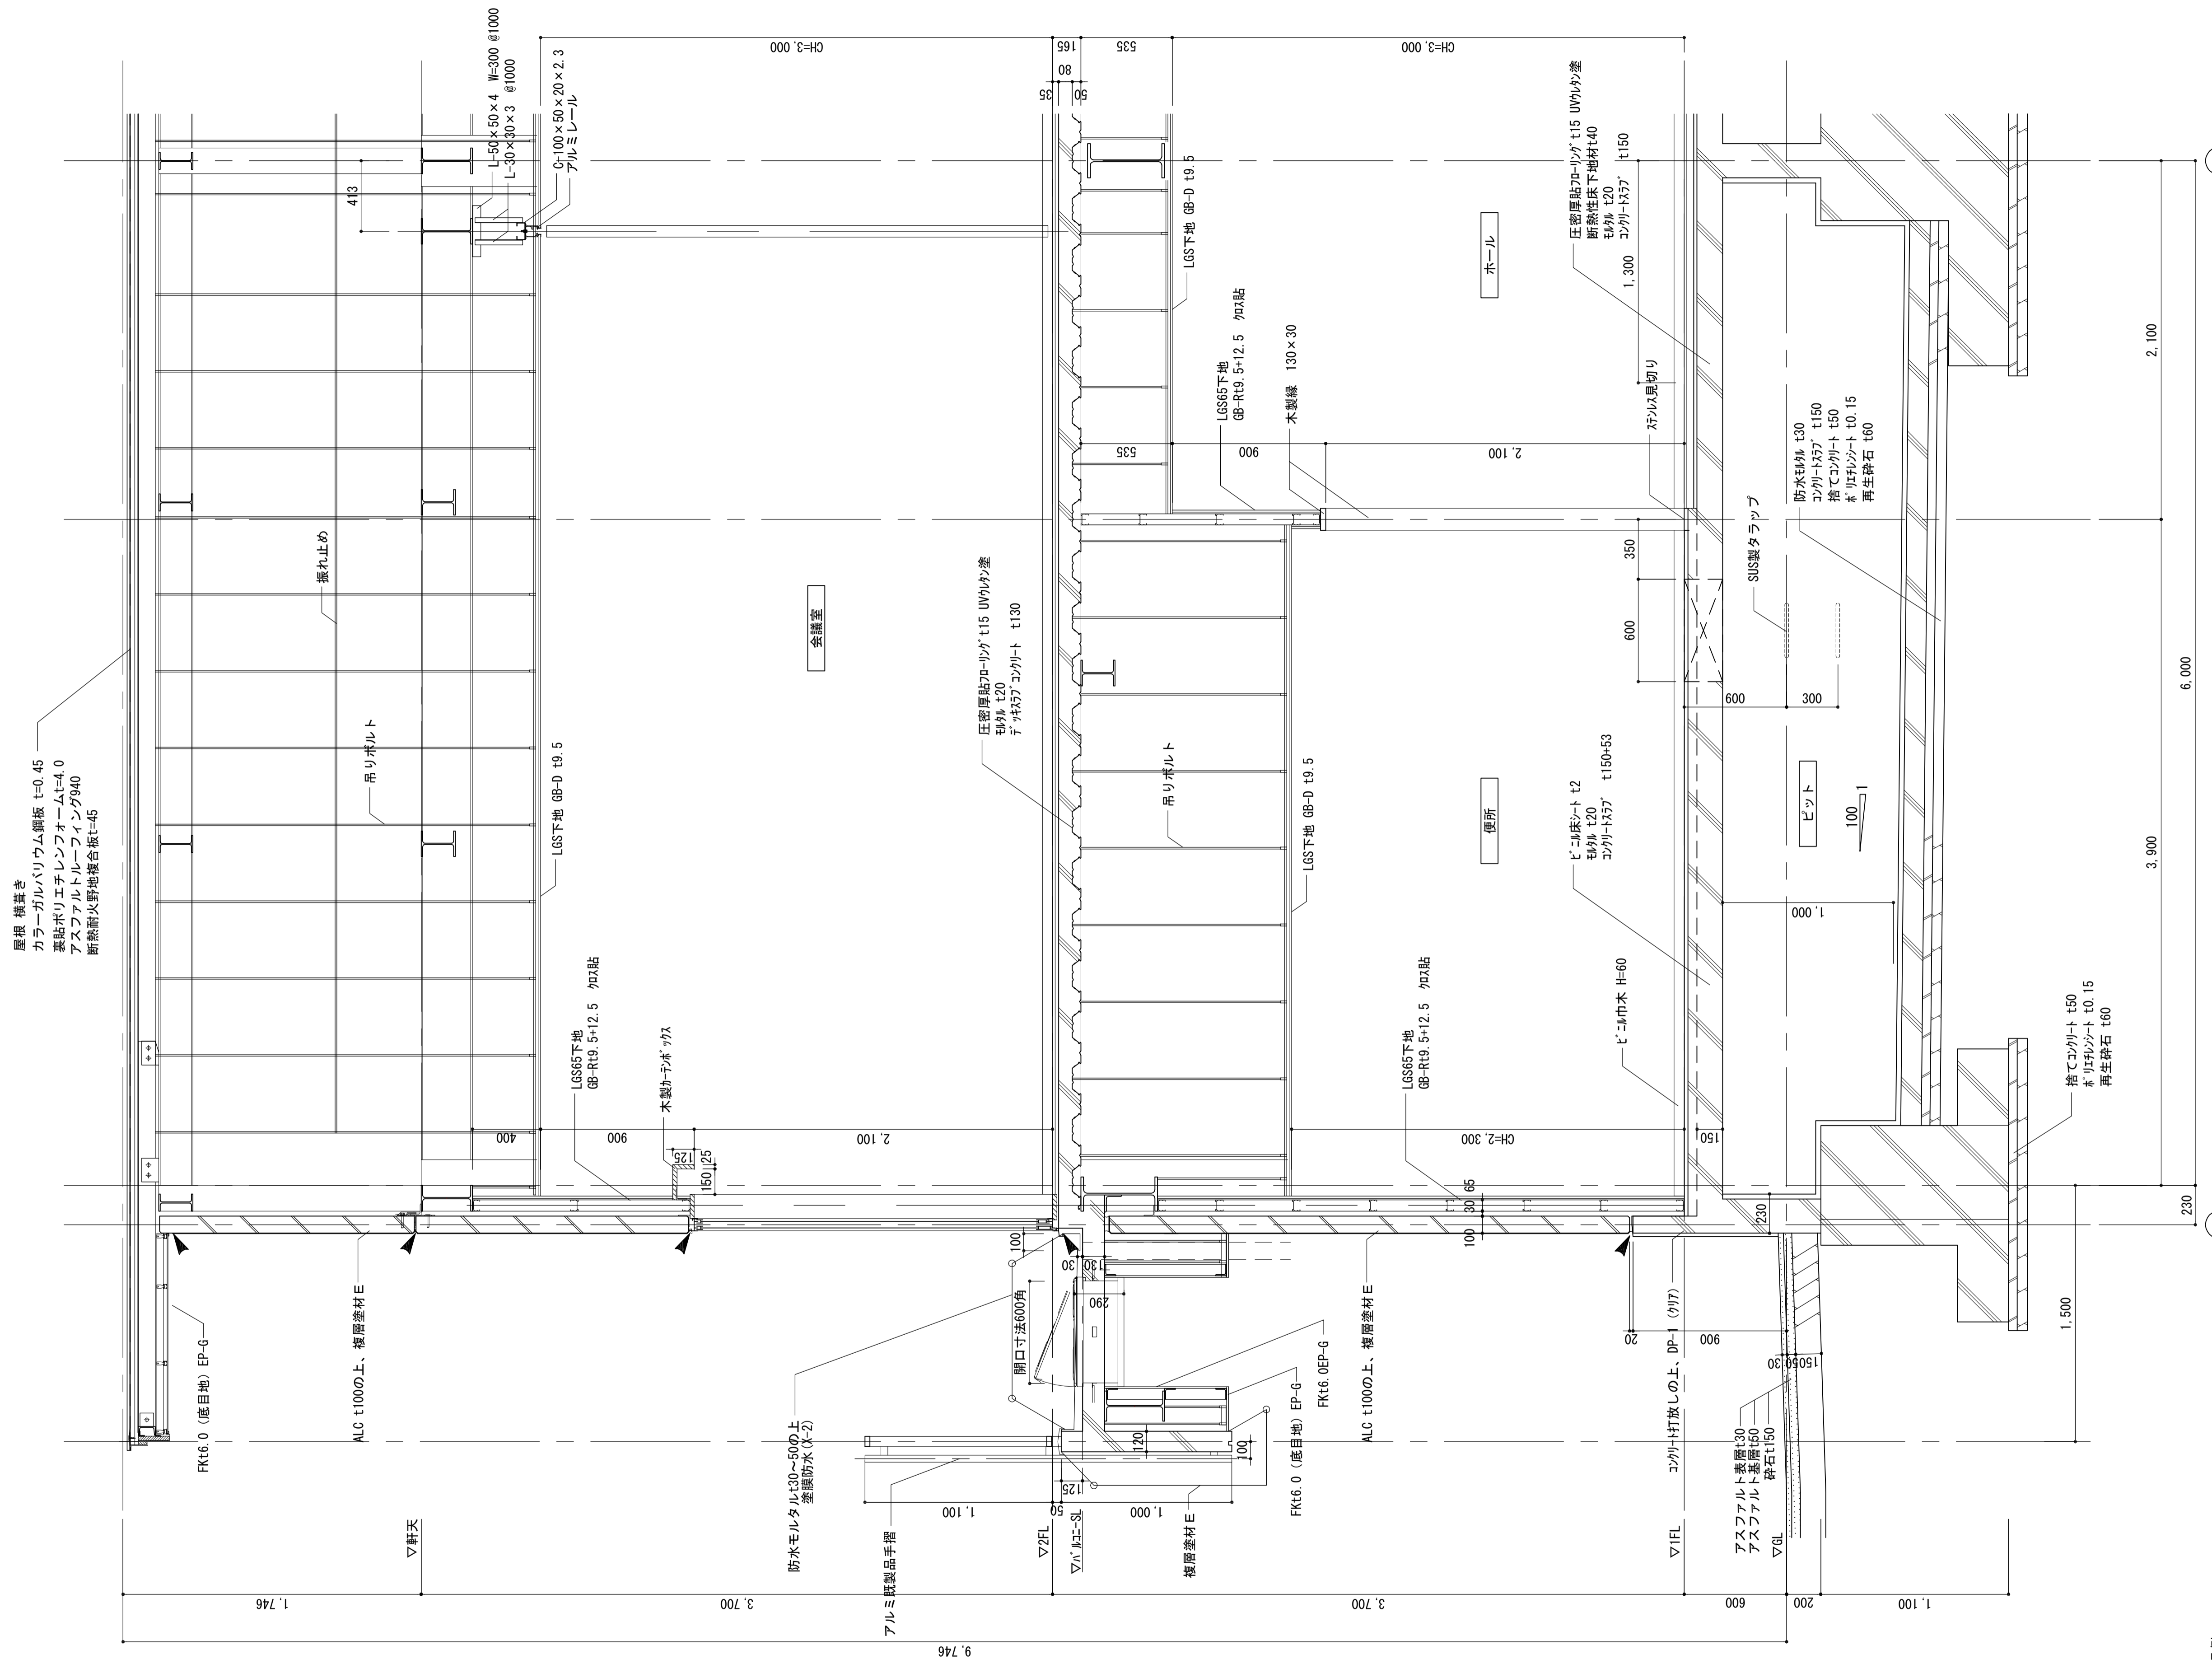 屋根 横葺き
カラーガルバリウム鋼板 t=0.45
裏貼ポリエチレンフォームt=4.0
アスファルトルーフィング940
断熱耐火野地複合板t=45
振れ止め
吊りボルト
413
L-50×50×4 W=300 @1000
L-30×30×3 @1000
C-100×50×20×2.3
アルミレール
CH=3,000
165
535
CH=3,000
35
80
50
LGS下地 GB-D t9.5
会議室
LGS65下地
GB-Rt9.5+12.5 クロス貼
木製カーテンボックス
400
900
2,100
125
25
150
圧密厚貼フローリングt15 UVウレタン塗
モルタル t20
デッキスラブコンクリート t130
吊りボルト
LGS下地 GB-D t9.5
LGS下地 GB-D t9.5
LGS65下地
GB-Rt9.5+12.5 クロス貼
木製縁 130×30
535
900
2,100
ホール
圧密厚貼フローリングt15 UVウレタン塗
断熱性床下地材t40
モルタル t20
コンクリートスラブ t150
1,300
ステンレス見切り
350
600
SUS製タラップ
600
300
防水モルタル t30
コンクリートスラブ t150
捨てコンクリート t50
ポリエチレンシート t0.15
再生砕石 t60
便所
ビニル床シート t2
モルタル t20
コンクリートスラブ t150+53
ピット
100
1
1,000
LGS65下地
GB-Rt9.5+12.5 クロス貼
ビニル巾木 H=60
CH=2,300
150
65
30
100
230
捨てコンクリート t50
ポリエチレンシート t0.15
再生砕石 t60
2,100
3,900
6,000
230
1,500
FKt6.0（底目地）EP-G
ALC t100の上、複層塗材E
100
30
130
290
開口寸法600角
防水モルタルt30～50の上
塗膜防水(X-2)
アルミ既製品手摺
1,100
50
125
1,000
120
100
複層塗材E
FKt6.0（底目地）EP-G
FKt6.0EP-G
ALC t100の上、複層塗材E
コンクリート打放しの上、DP-1（クリア）
20
900
30
50
150
アスファルト表層t30
アスファルト基層t50
砕石t150
▽軒天
▽2FL
▽バルコニーSL
▽1FL
▽GL
1,746
3,700
3,700
600
200
1,100
9,746